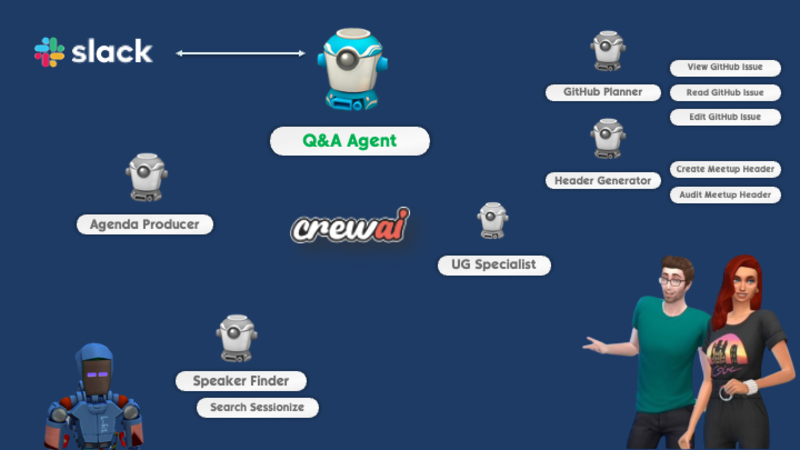 slack
Q&A Agent
GitHub Planner
View GitHub Issue
Read GitHub Issue
Edit GitHub Issue
Header Generator
Create Meetup Header
Audit Meetup Header
Agenda Producer
crewai
UG Specialist
Speaker Finder
Search Sessionize